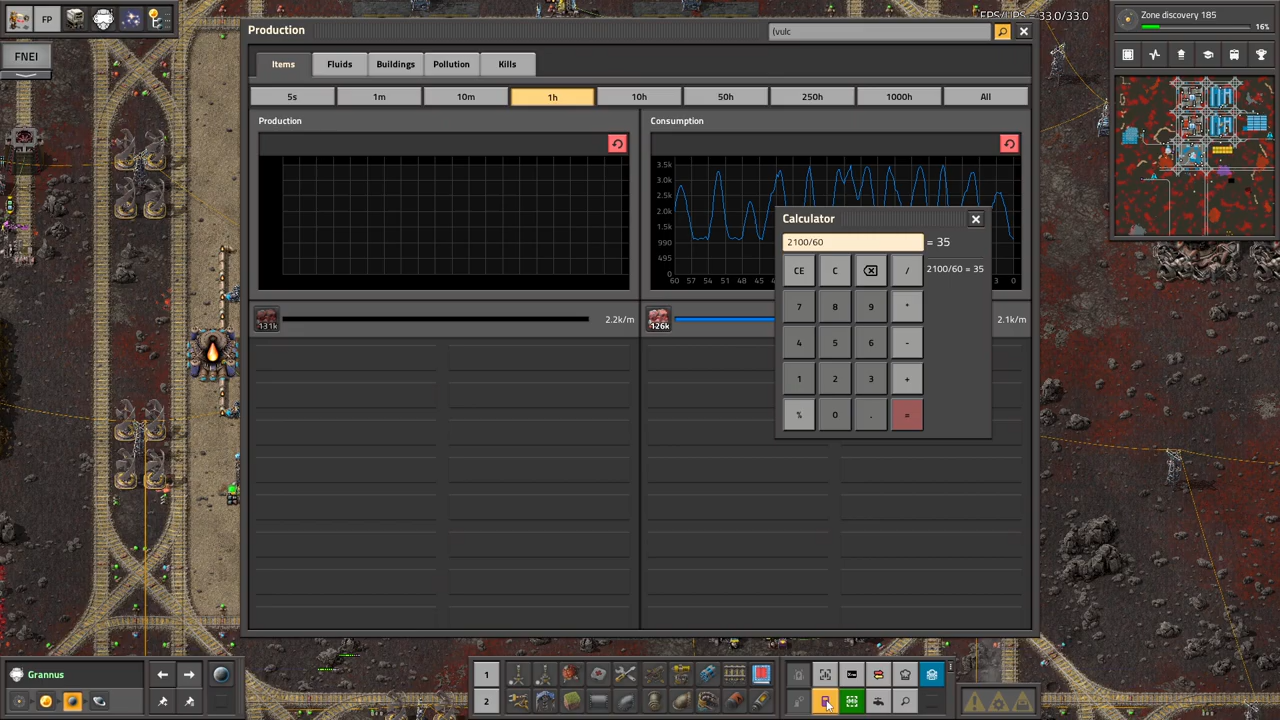 FP
FNEI
Production
(vulc
FPS/UPS = 33.0/33.0
Zone discovery 185
16%
Items
Fluids
Buildings
Pollution
Kills
5s
1m
10m
1h
10h
50h
250h
1000h
All
Production
Consumption
3.5k
3.0k
2.5k
2.0k
1.5k
990
495
0
60 57 54 51 48 45
3 0
131k
2.2k/m
126k
2.1k/m
Calculator
2100/60
= 35
2100/60 = 35
CE C /
7 8 9 *
4 5 6 -
1 2 3 +
% 0 . =
Grannus
1
2